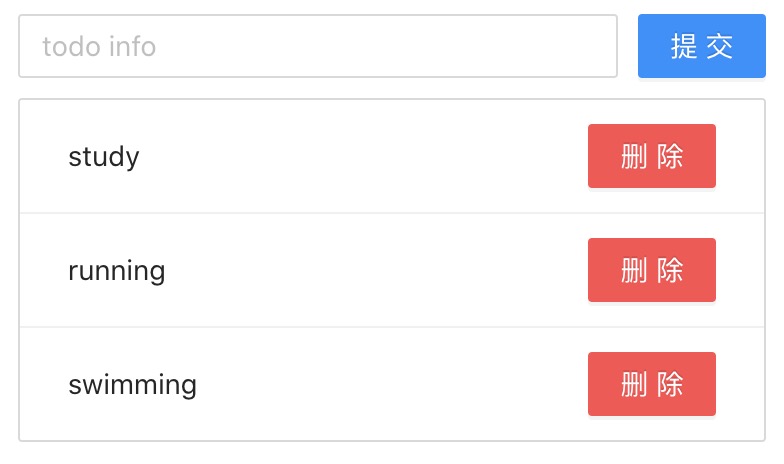 todo info
提 交
study
删 除
running
删 除
swimming
删 除